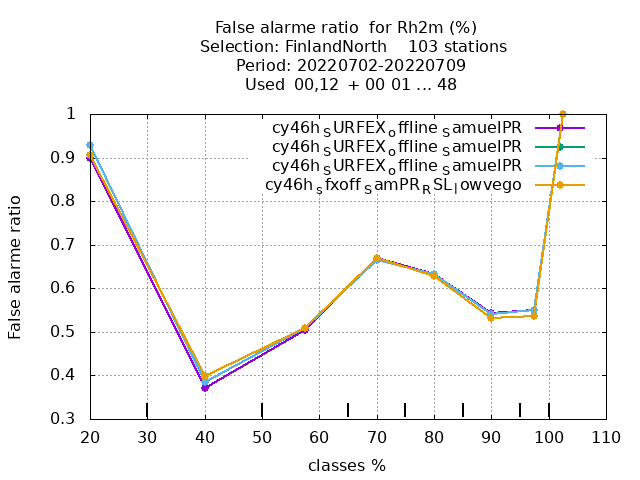 False alarme ratio  for Rh2m (%)
Selection: FinlandNorth    103 stations
Period: 20220702-20220709
Used  00,12  + 00 01 ... 48
cy46h_SURFEX_offline_SamuelPR
cy46h_SURFEX_offline_SamuelPR
cy46h_SURFEX_offline_SamuelPR
cy46h_sfxoff_SamPR_RSL_lowvego
1
0.9
0.8
0.7
0.6
0.5
0.4
0.3
False alarme ratio
20 30 40 50 60 70 80 90 100 110
classes %